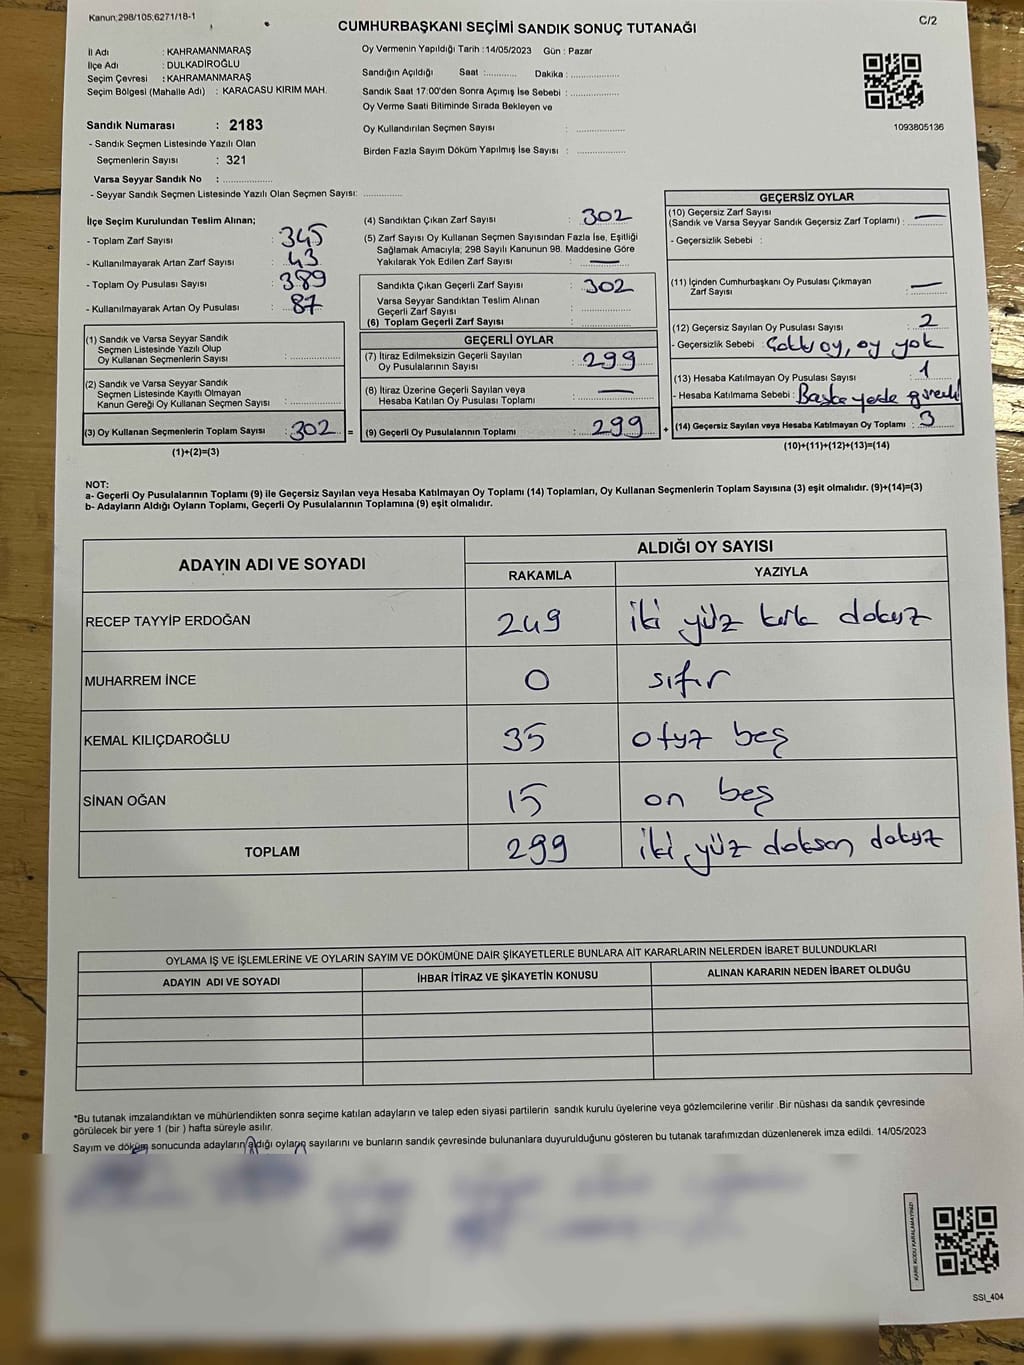 Kanun;298/105;6271/18-1
C/2
CUMHURBAŞKANI SEÇİMİ SANDIK SONUÇ TUTANAĞI
İl Adı : KAHRAMANMARAŞ
İlçe Adı : DULKADİROĞLU
Seçim Çevresi : KAHRAMANMARAŞ
Seçim Bölgesi (Mahalle Adı) : KARACASU KIRIM MAH.
Oy Vermenin Yapıldığı Tarih :14/05/2023 Gün : Pazar
Sandığın Açıldığı Saat :............ Dakika : ................
Sandık Saat 17:00'den Sonra Açımış İse Sebebi : ................
Oy Verme Saati Bitiminde Sırada Bekleyen ve
Oy Kullandırılan Seçmen Sayısı : ................
Birden Fazla Sayım Döküm Yapılmış İse Sayısı : ................
1093805136
Sandık Numarası : 2183
- Sandık Seçmen Listesinde Yazılı Olan
Seçmenlerin Sayısı : 321
Varsa Seyyar Sandık No : ................
- Seyyar Sandık Seçmen Listesinde Yazılı Olan Seçmen Sayısı: ............
İlçe Seçim Kurulundan Teslim Alınan;
- Toplam Zarf Sayısı : 345
- Kullanılmayarak Artan Zarf Sayısı : 43
- Toplam Oy Pusulası Sayısı : 389
- Kullanılmayarak Artan Oy Pusulası : 87
(1) Sandık ve Varsa Seyyar Sandık
Seçmen Listesinde Yazılı Olup
Oy Kullanan Seçmenlerin Sayısı : ................
(2) Sandık ve Varsa Seyyar Sandık
Seçmen Listesinde Kayıtlı Olmayan
Kanun Gereği Oy Kullanan Seçmen Sayısı : ................
(3) Oy Kullanan Seçmenlerin Toplam Sayısı : 302 =
(1)+(2)=(3)
(4) Sandıktan Çıkan Zarf Sayısı : 302
(5) Zarf Sayısı Oy Kullanan Seçmen Sayısından Fazla İse, Eşitliği
Sağlamak Amacıyla; 298 Sayılı Kanunun 98. Maddesine Göre
Yakılarak Yok Edilen Zarf Sayısı : —
Sandıkta Çıkan Geçerli Zarf Sayısı : 302
Varsa Seyyar Sandıktan Teslim Alınan
Geçerli Zarf Sayısı : ................
(6) Toplam Geçerli Zarf Sayısı : ................
GEÇERLİ OYLAR
(7) İtiraz Edilmeksizin Geçerli Sayılan
Oy Pusulalarının Sayısı : 299
(8) İtiraz Üzerine Geçerli Sayılan veya
Hesaba Katılan Oy Pusulası Toplamı : —
(9) Geçerli Oy Pusulalarının Toplamı : 299 +
GEÇERSİZ OYLAR
(10) Geçersiz Zarf Sayısı
(Sandık ve Varsa Seyyar Sandık Geçersiz Zarf Toplamı) : —
- Geçersizlik Sebebi :
(11) İçinden Cumhurbaşkanı Oy Pusulası Çıkmayan
Zarf Sayısı : —
(12) Geçersiz Sayılan Oy Pusulası Sayısı : 2
- Geçersizlik Sebebi : Çoklu oy, oy yok
(13) Hesaba Katılmayan Oy Pusulası Sayısı : 1
- Hesaba Katılmama Sebebi : Başka yerde
(14) Geçersiz Sayılan veya Hesaba Katılmayan Oy Toplamı : 3
(10)+(11)+(12)+(13)=(14)
NOT:
a- Geçerli Oy Pusulalarının Toplamı (9) ile Geçersiz Sayılan veya Hesaba Katılmayan Oy Toplamı (14) Toplamları, Oy Kullanan Seçmenlerin Toplam Sayısına (3) eşit olmalıdır. (9)+(14)=(3)
b- Adayların Aldığı Oyların Toplamı, Geçerli Oy Pusulalarının Toplamına (9) eşit olmalıdır.
ADAYIN ADI VE SOYADI
ALDIĞI OY SAYISI
RAKAMLA YAZIYLA
RECEP TAYYİP ERDOĞAN 249 iki yüz kırk dokuz
MUHARREM İNCE 0 sıfır
KEMAL KILIÇDAROĞLU 35 otuz beş
SİNAN OĞAN 15 on beş
TOPLAM 299 iki yüz doksan dokuz
OYLAMA İŞ VE İŞLEMLERİNE VE OYLARIN SAYIM VE DÖKÜMÜNE DAİR ŞİKAYETLERLE BUNLARA AİT KARARLARIN NELERDEN İBARET BULUNDUKLARI
ADAYIN ADI VE SOYADI İHBAR İTİRAZ VE ŞİKAYETİN KONUSU ALINAN KARARIN NEDEN İBARET OLDUĞU
*Bu tutanak imzalandıktan ve mühürlendikten sonra seçime katılan adayların ve talep eden siyasi partilerin sandık kurulu üyelerine veya gözlemcilerine verilir .Bir nüshası da sandık çevresinde
görülecek bir yere 1 (bir ) hafta süreyle asılır.
Sayım ve döküm sonucunda adayların aldığı oyların sayılarını ve bunların sandık çevresinde bulunanlara duyurulduğunu gösteren bu tutanak tarafımızdan düzenlenerek imza edildi. 14/05/2023
KARE KODU KARALAMAYINIZ!
SSI_404